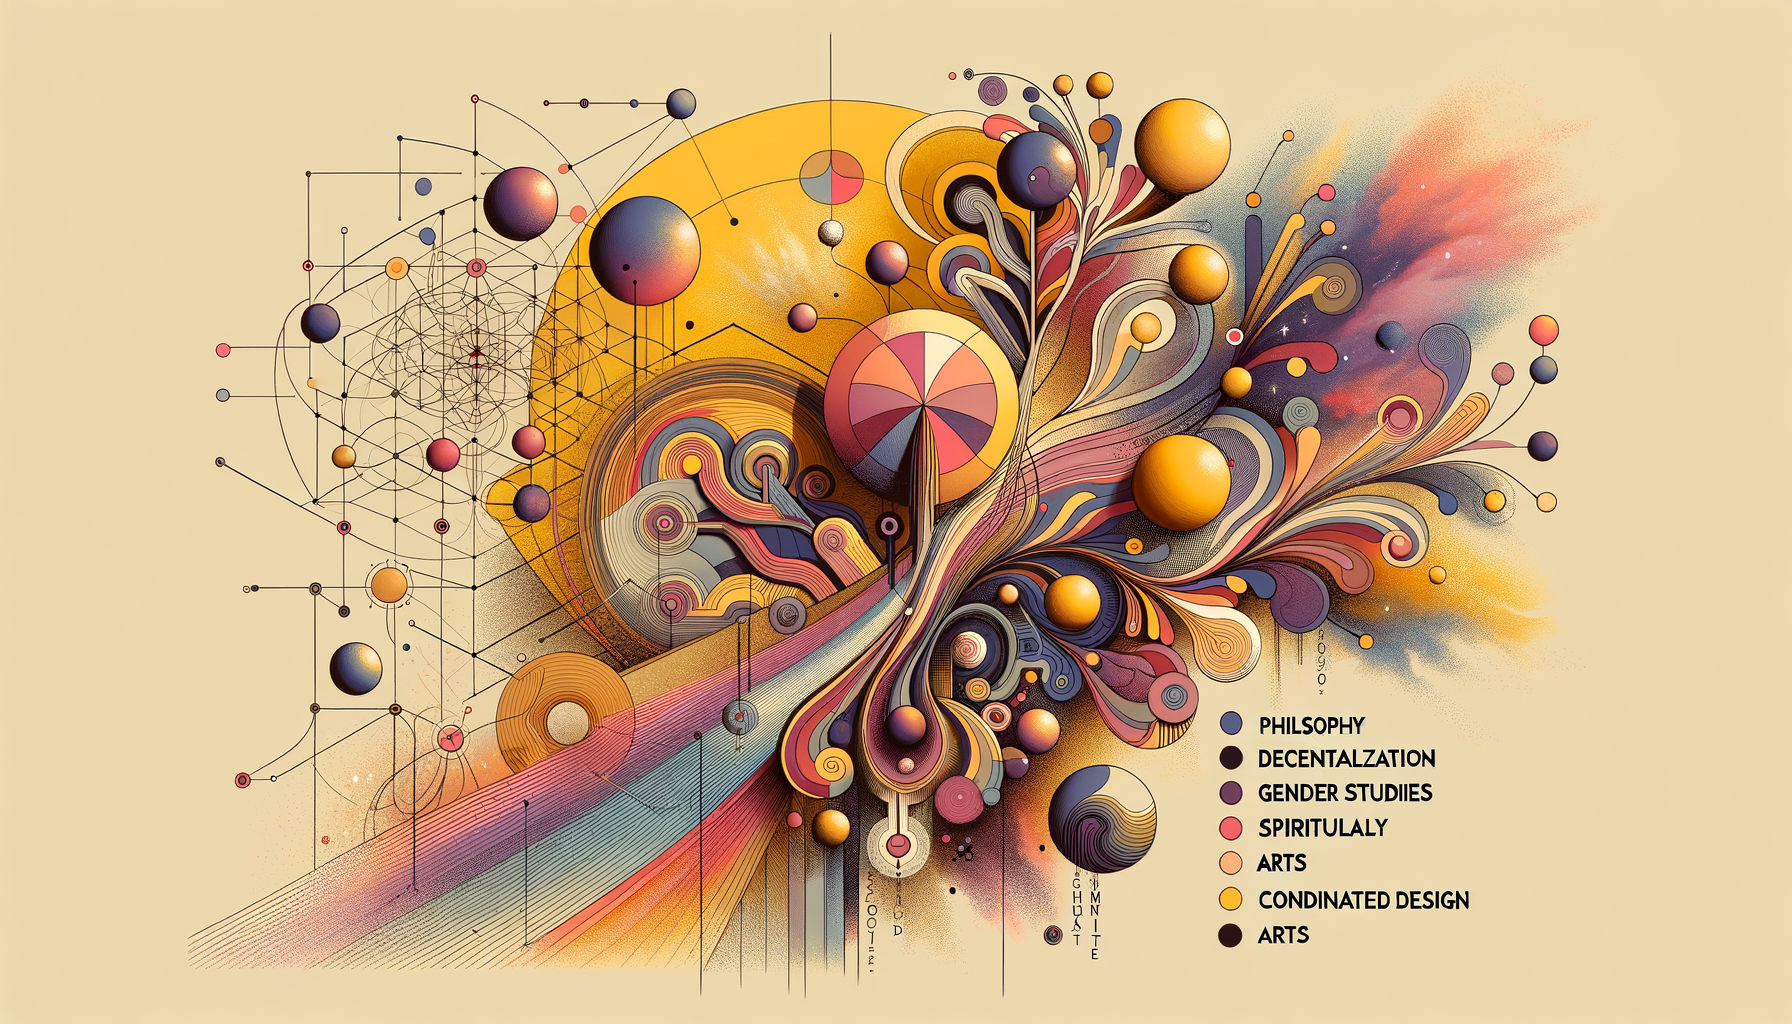 PHILSOPHY
DECENTALZATION
GENDER STUDIIES
SPIRITULALY
ARTS
CONDINATED DESIGN
ARTS